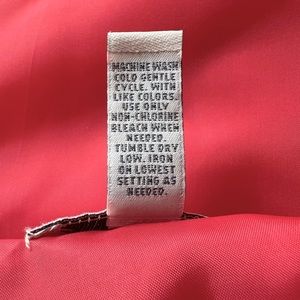 MACHINE WASH
COLD GENTLE
CYCLE. WITH
LIKE COLORS.
USE ONLY
NON-CHLORINE
BLEACH WHEN
NEEDED.
TUMBLE DRY
LOW. IRON
ON LOWEST
SETTING AS
NEEDED.